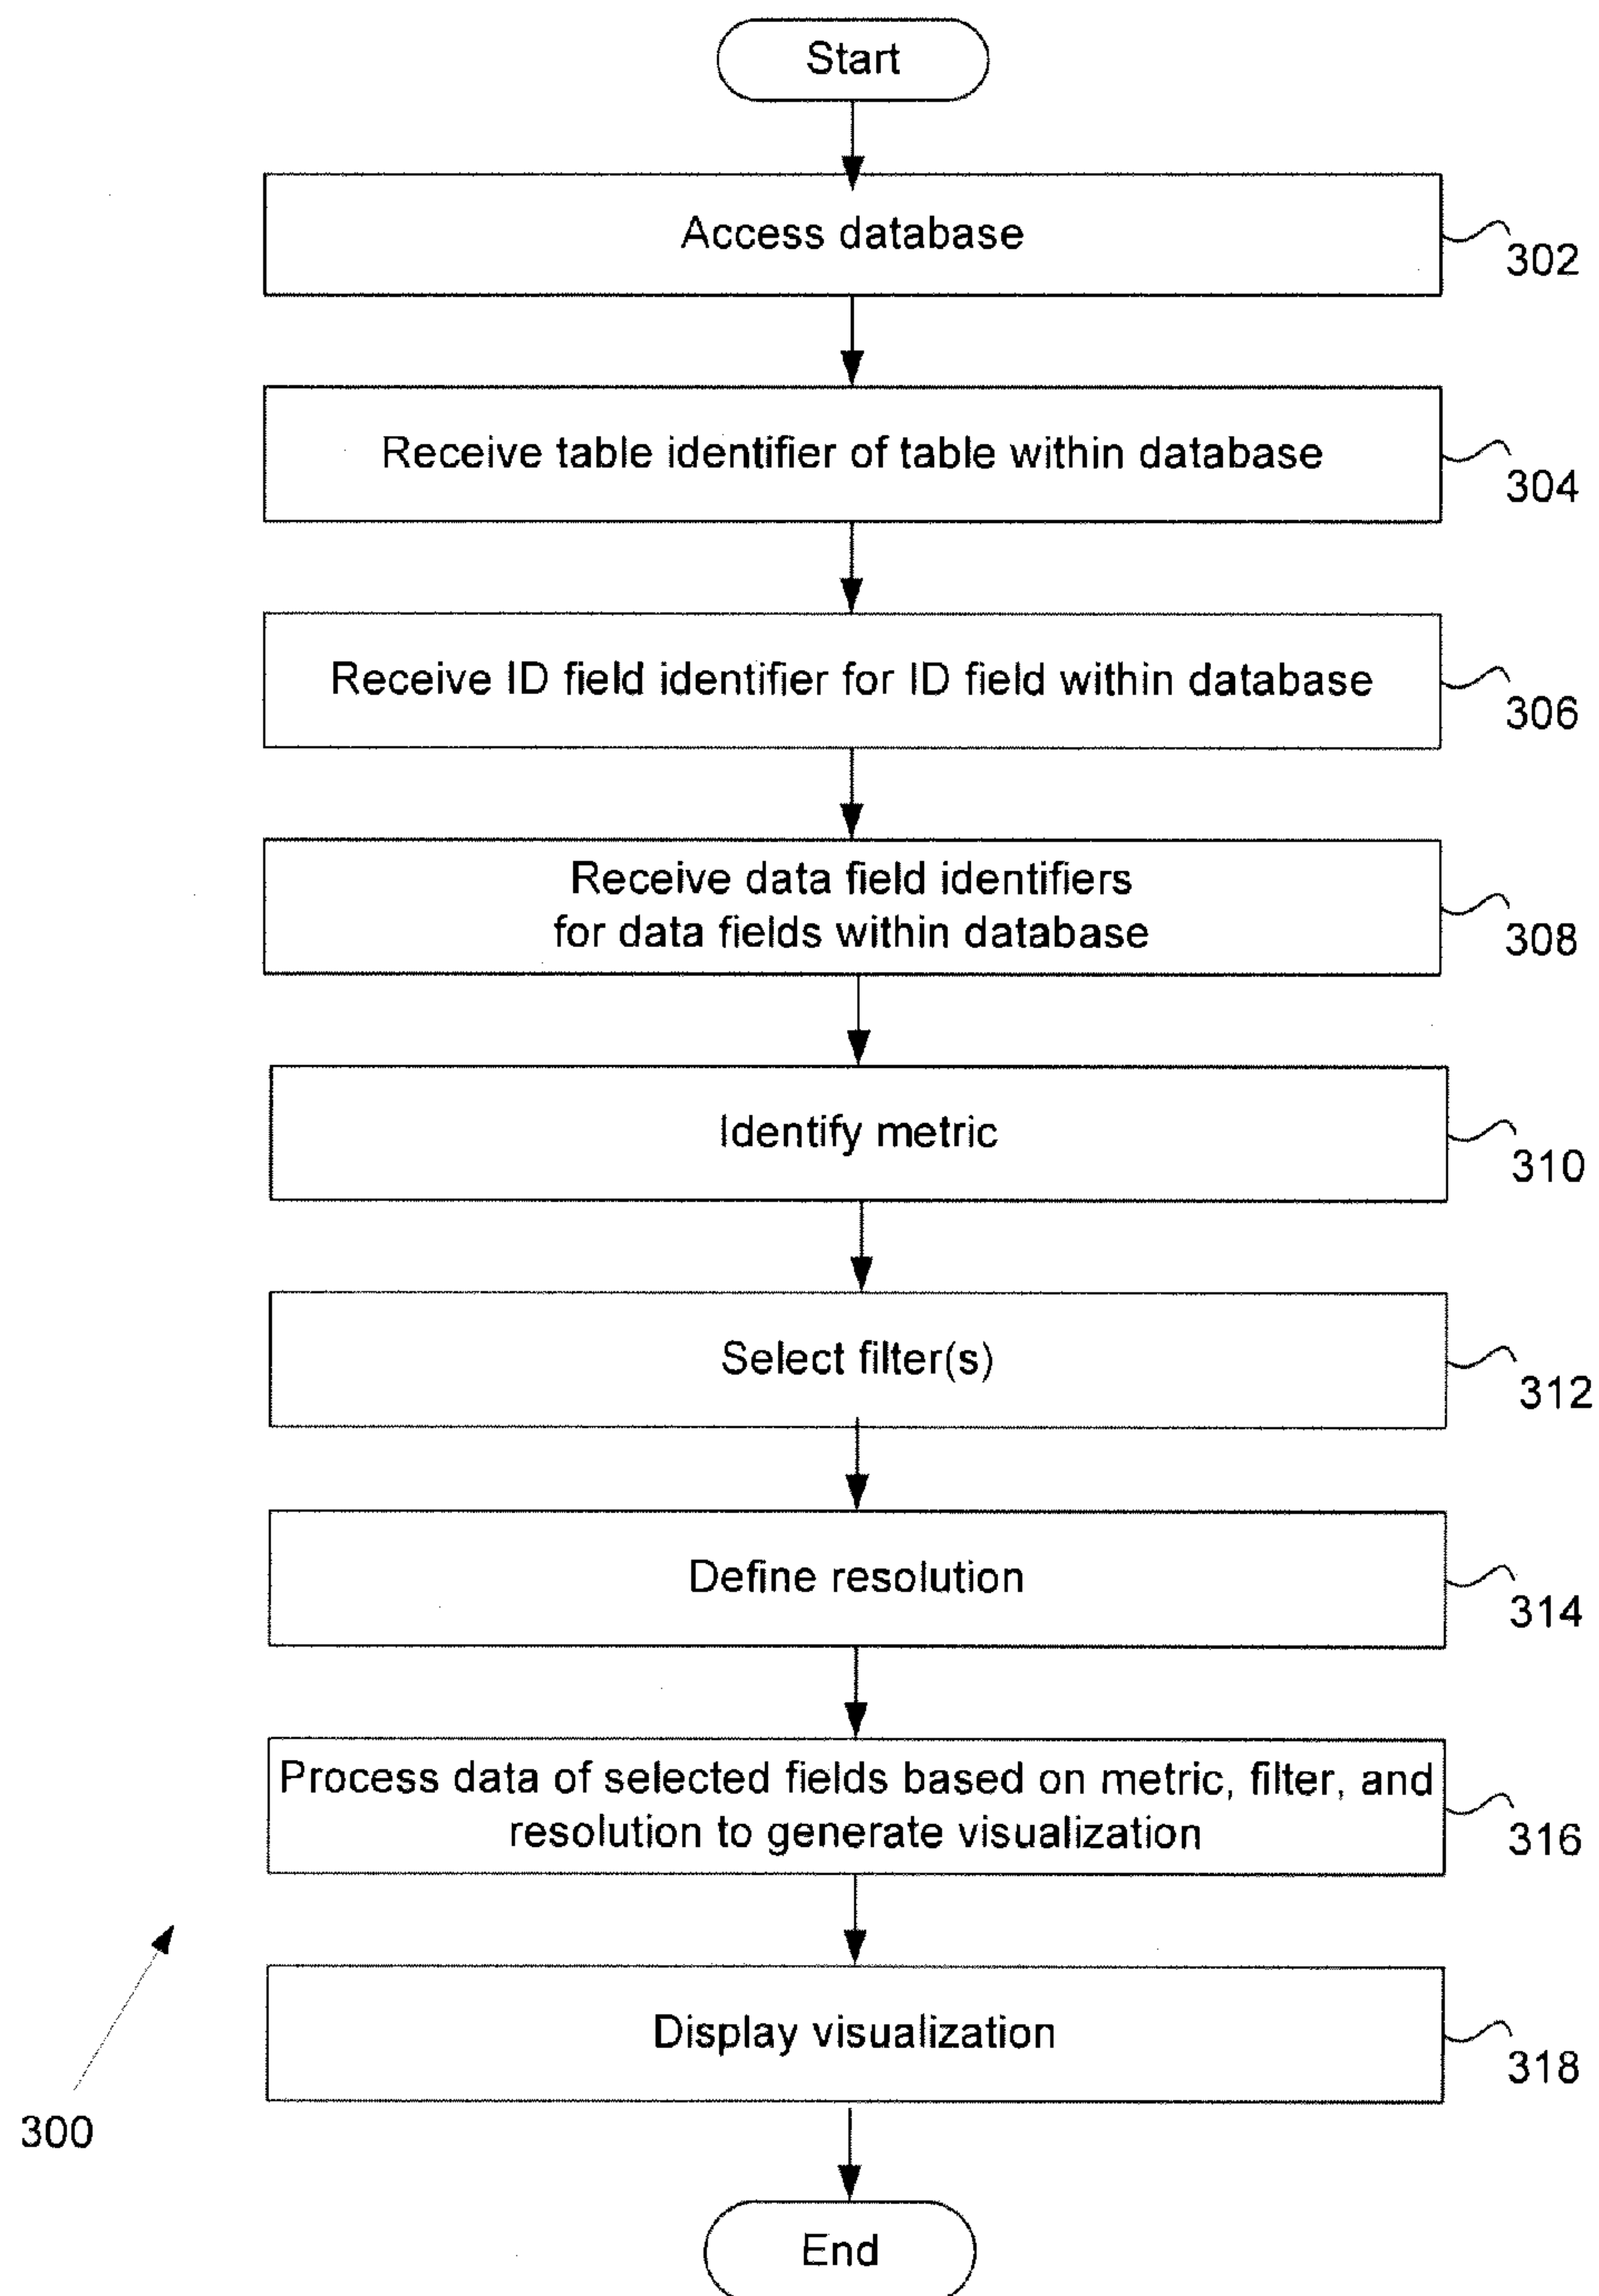 Start
Access database
302
Receive table identifier of table within database
304
Receive ID field identifier for ID field within database
306
Receive data field identifiers
for data fields within database
308
Identify metric
310
Select filter(s)
312
Define resolution
314
Process data of selected fields based on metric, filter, and
resolution to generate visualization
316
Display visualization
318
300
End